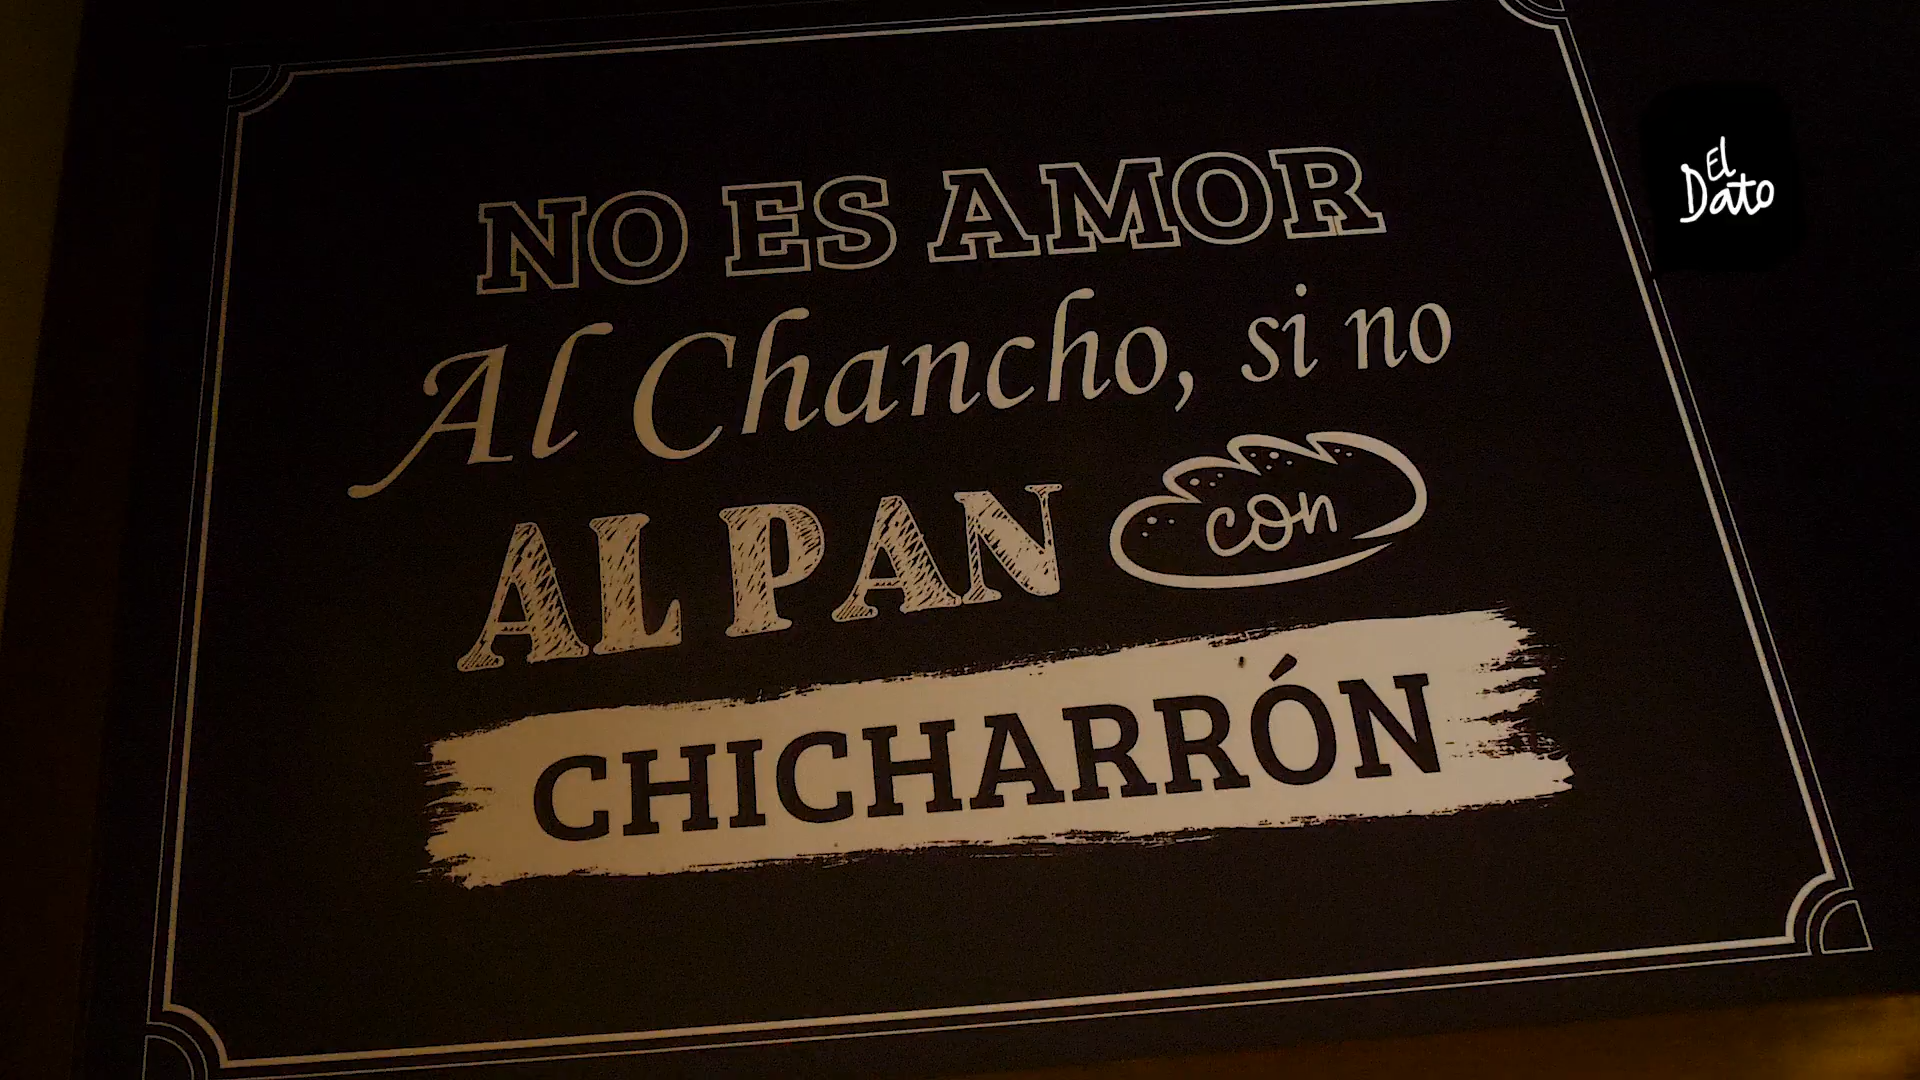 NO ES AMOR
Al Chancho, si no
AL PAN con
CHICHARRÓN
El
Dato